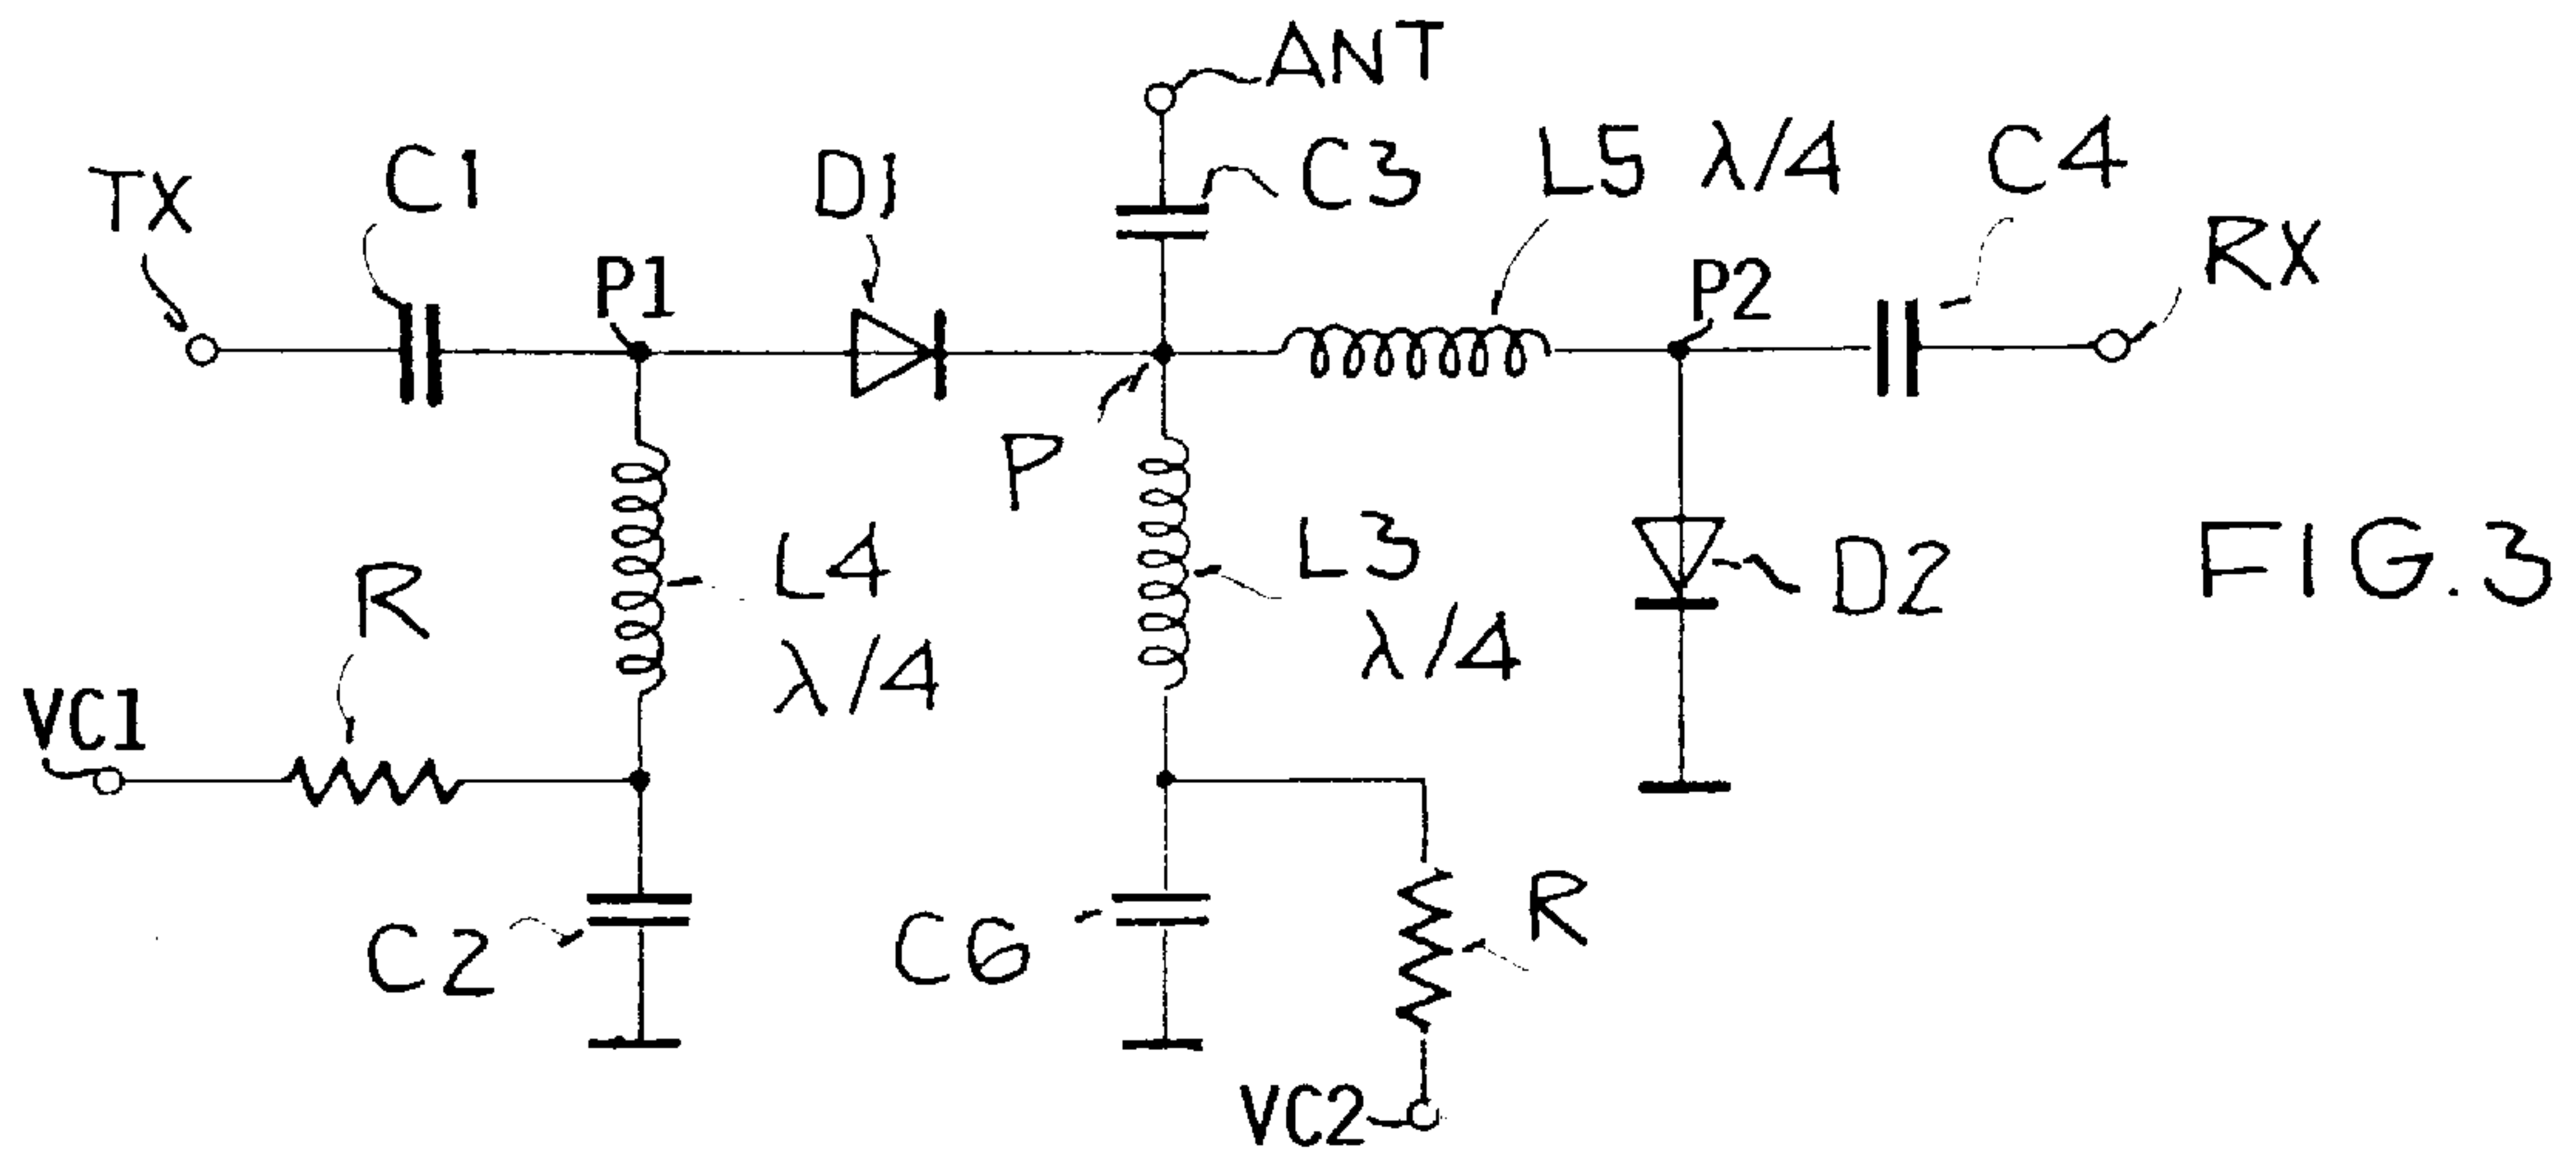 ANT
TX
C1
D1
C3
L5 λ/4
C4
RX
P1
P2
P
L4
λ/4
L3
λ/4
D2
FIG.3
R
VC1
C2
C6
R
VC2